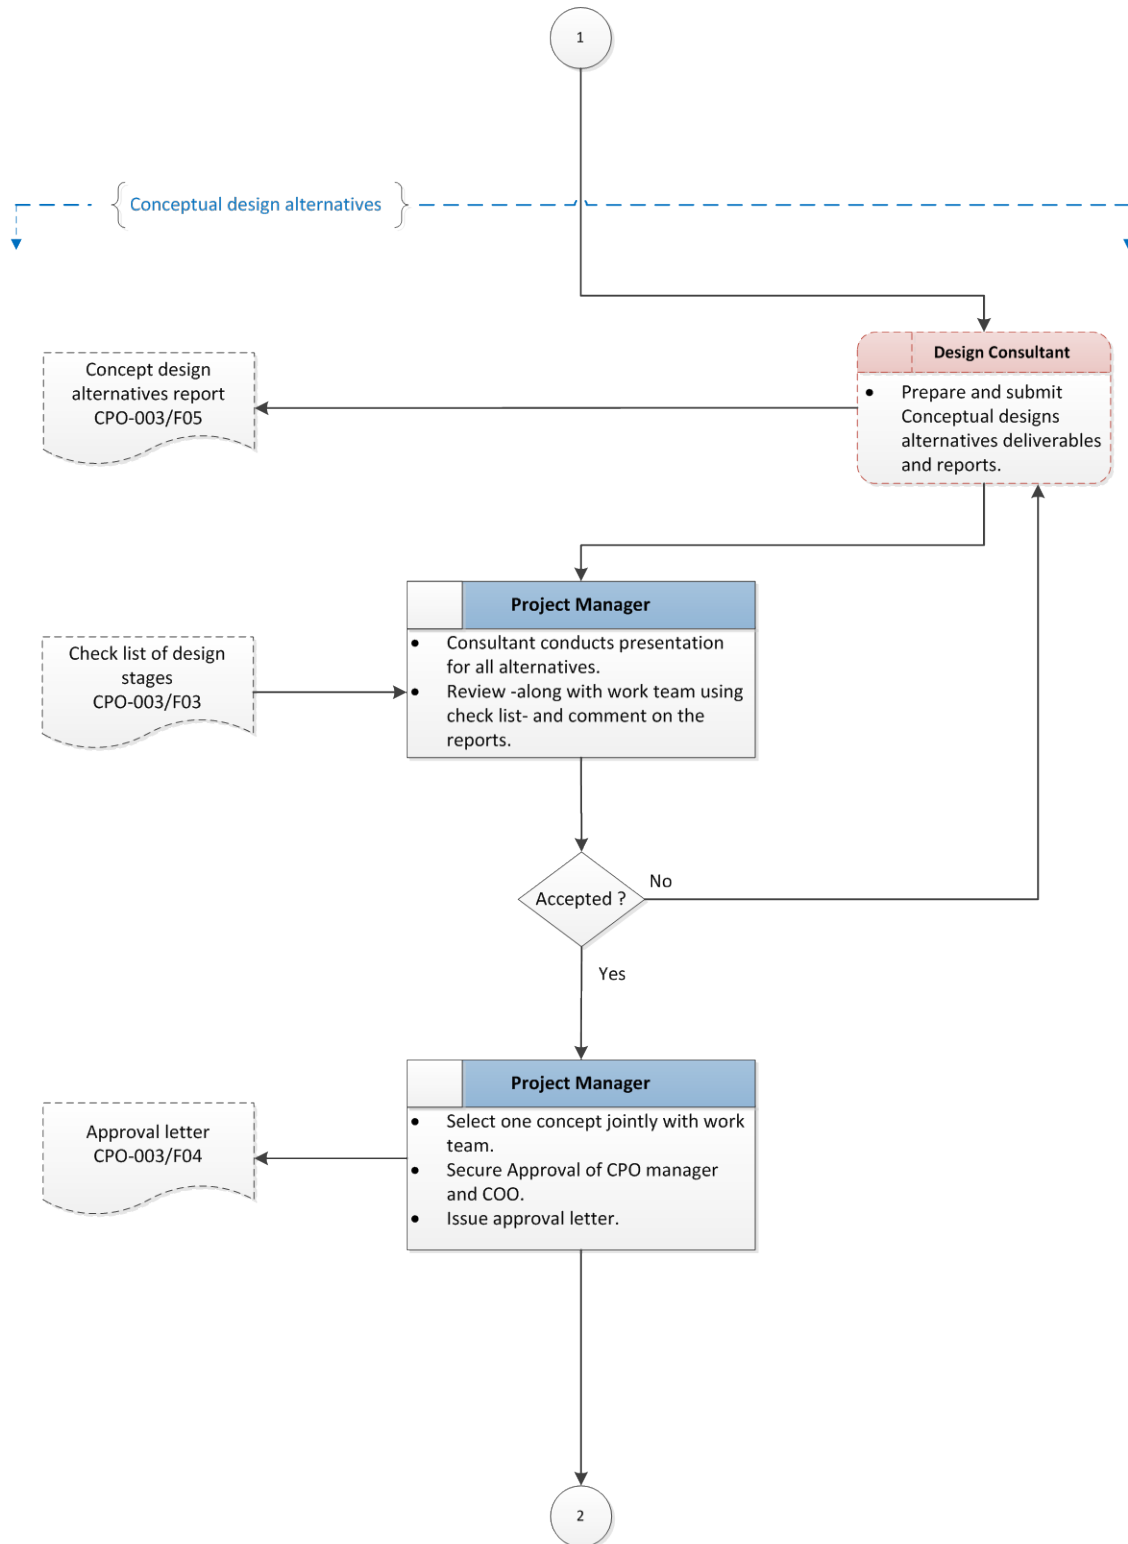 1
Conceptual design alternatives
Design Consultant
• Prepare and submit
Conceptual designs
alternatives deliverables
and reports.
Concept design
alternatives report
CPO-003/F05
Project Manager
• Consultant conducts presentation
for all alternatives.
• Review -along with work team using
check list- and comment on the
reports.
Check list of design
stages
CPO-003/F03
Accepted ?
No
Yes
Project Manager
• Select one concept jointly with work
team.
• Secure Approval of CPO manager
and COO.
• Issue approval letter.
Approval letter
CPO-003/F04
2